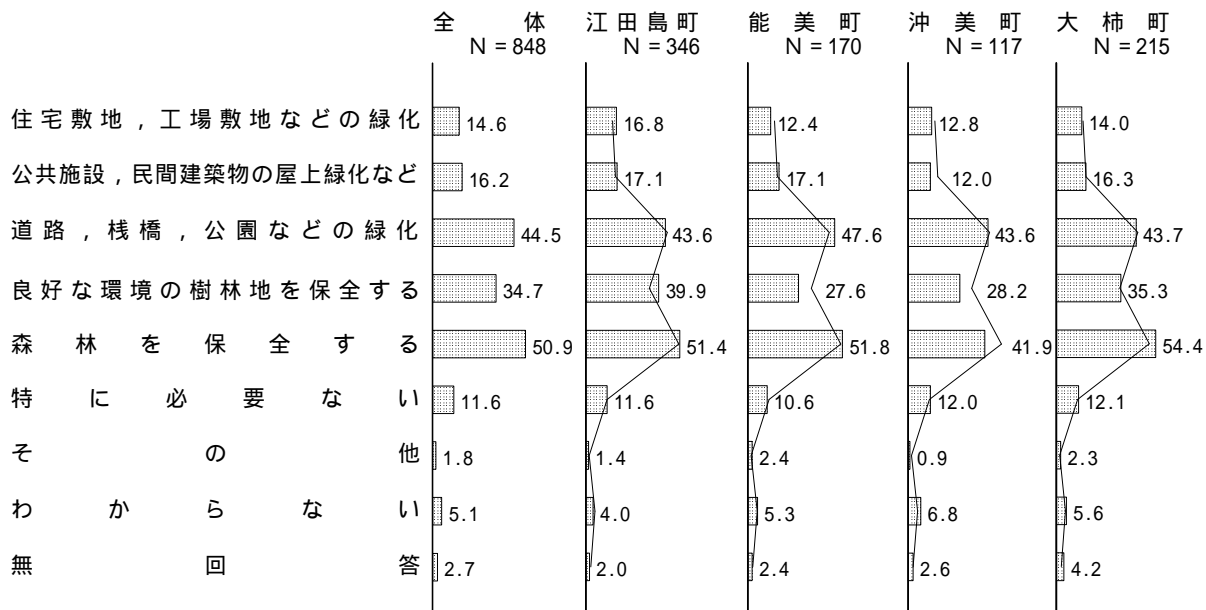 全体 江田島町 能美町 沖美町 大柿町
N = 848 N = 346 N = 170 N = 117 N = 215
住宅敷地，工場敷地などの緑化 14.6 16.8 12.4 12.8 14.0
公共施設，民間建築物の屋上緑化など 16.2 17.1 17.1 12.0 16.3
道路，桟橋，公園などの緑化 44.5 43.6 47.6 43.6 43.7
良好な環境の樹林地を保全する 34.7 39.9 27.6 28.2 35.3
森林を保全する 50.9 51.4 51.8 41.9 54.4
特に必要ない 11.6 11.6 10.6 12.0 12.1
その他 1.8 1.4 2.4 0.9 2.3
わからない 5.1 4.0 5.3 6.8 5.6
無回答 2.7 2.0 2.4 2.6 4.2